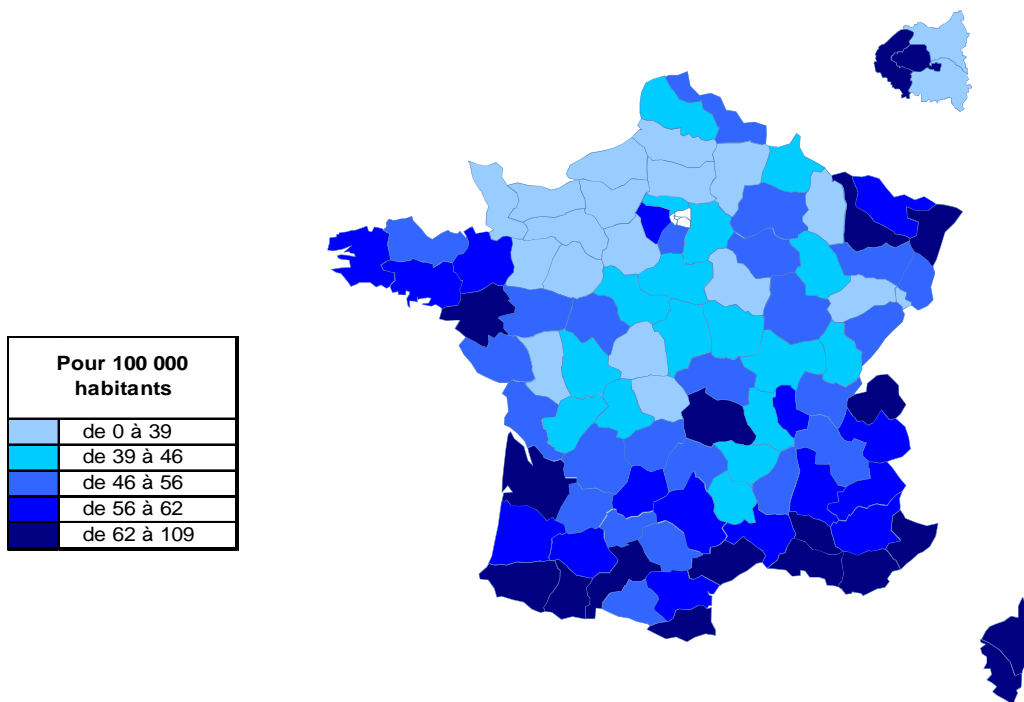 Pour 100 000
habitants
de 0 à 39
de 39 à 46
de 46 à 56
de 56 à 62
de 62 à 109